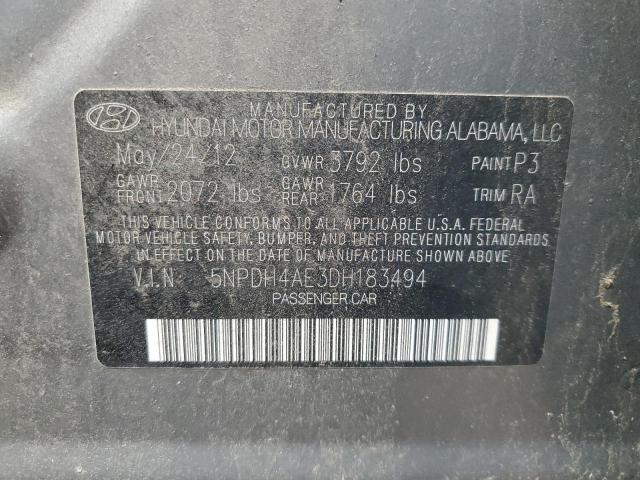 MANUFACTURED BY
HYUNDAI MOTOR MANUFACTURING ALABAMA, LLC
May/24/12 GVWR 3792 lbs PAINT P3
GAWR FRONT 2072 lbs GAWR REAR 1764 lbs TRIM RA
THIS VEHICLE CONFORMS TO ALL APPLICABLE U.S.A. FEDERAL
MOTOR VEHICLE SAFETY, BUMPER, AND THEFT PREVENTION STANDARDS
IN EFFECT ON THE DATE OF MANUFACTURE SHOWN ABOVE
V.I.N 5NPDH4AE3DH183494
PASSENGER CAR